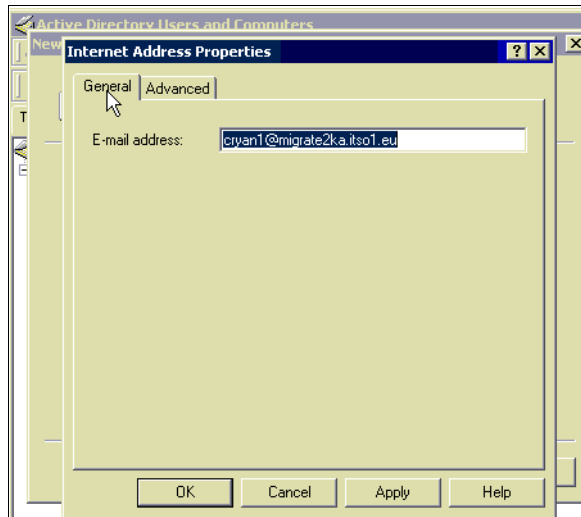 Active Directory Users and Computers
New
Internet Address Properties
General Advanced
T
E-mail address: cryan1@migrate2ka.itso1.eu
OK Cancel Apply Help